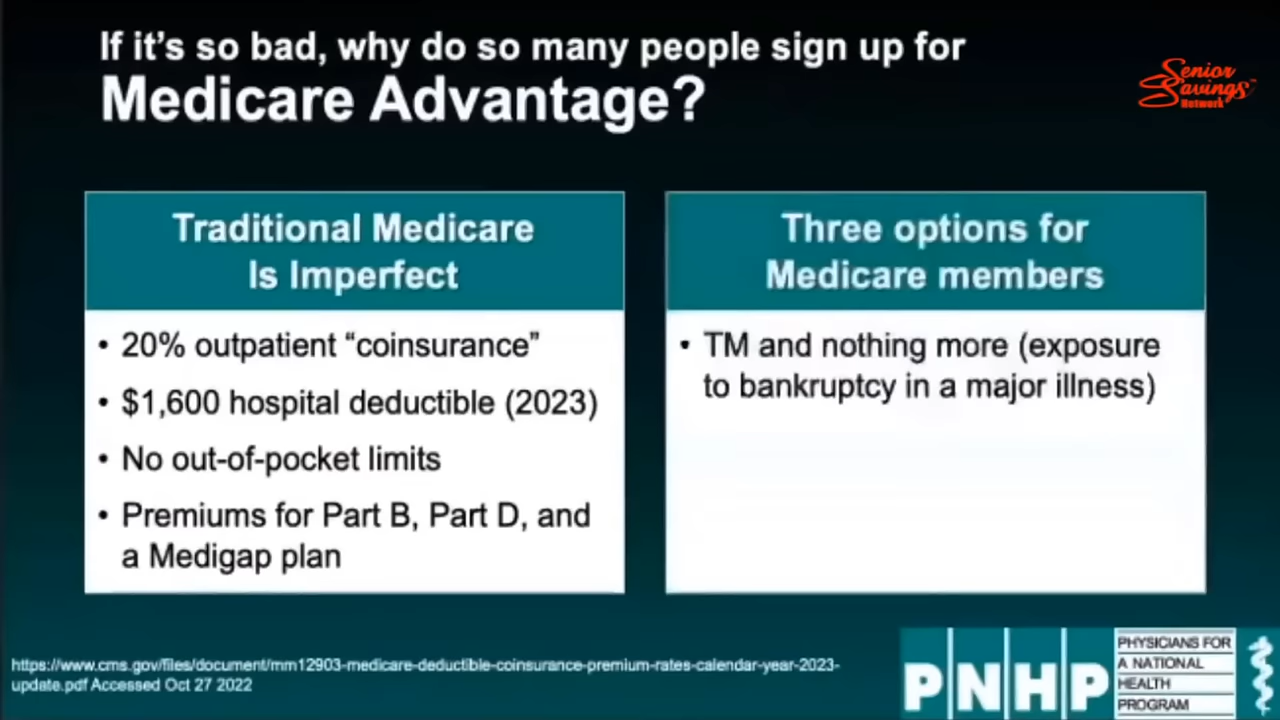 If it's so bad, why do so many people sign up for
Medicare Advantage?
Senior
Savings
Network
Traditional Medicare
Is Imperfect
• 20% outpatient “coinsurance”
• $1,600 hospital deductible (2023)
• No out-of-pocket limits
• Premiums for Part B, Part D, and
a Medigap plan
Three options for
Medicare members
• TM and nothing more (exposure
to bankruptcy in a major illness)
https://www.cms.gov/files/document/mm12903-medicare-deductible-coinsurance-premium-rates-calendar-year-2023-
update.pdf Accessed Oct 27 2022
PNHP
PHYSICIANS FOR
A NATIONAL
HEALTH
PROGRAM